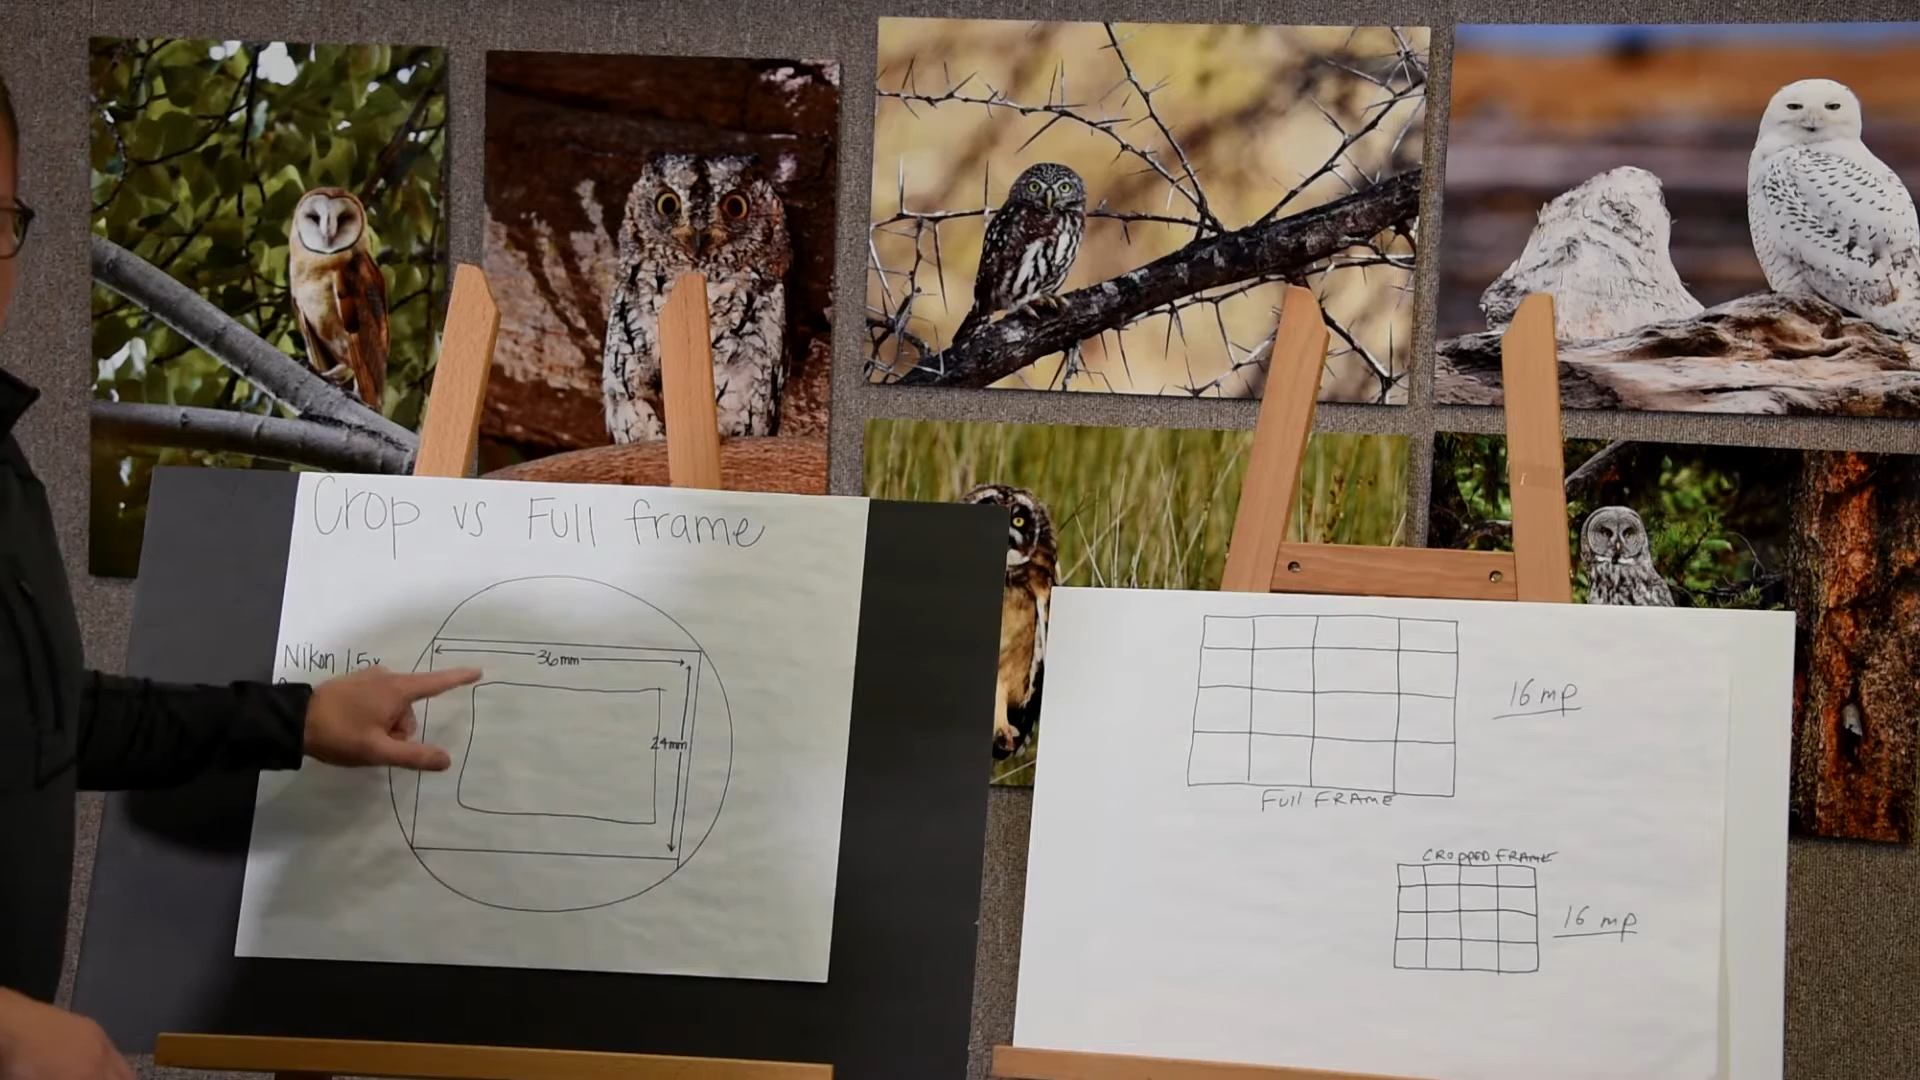 Crop vs Full frame
Nikon 1.5x
36mm
24mm
16 mp
Full FRAME
CROPPED FRAME
16 mp